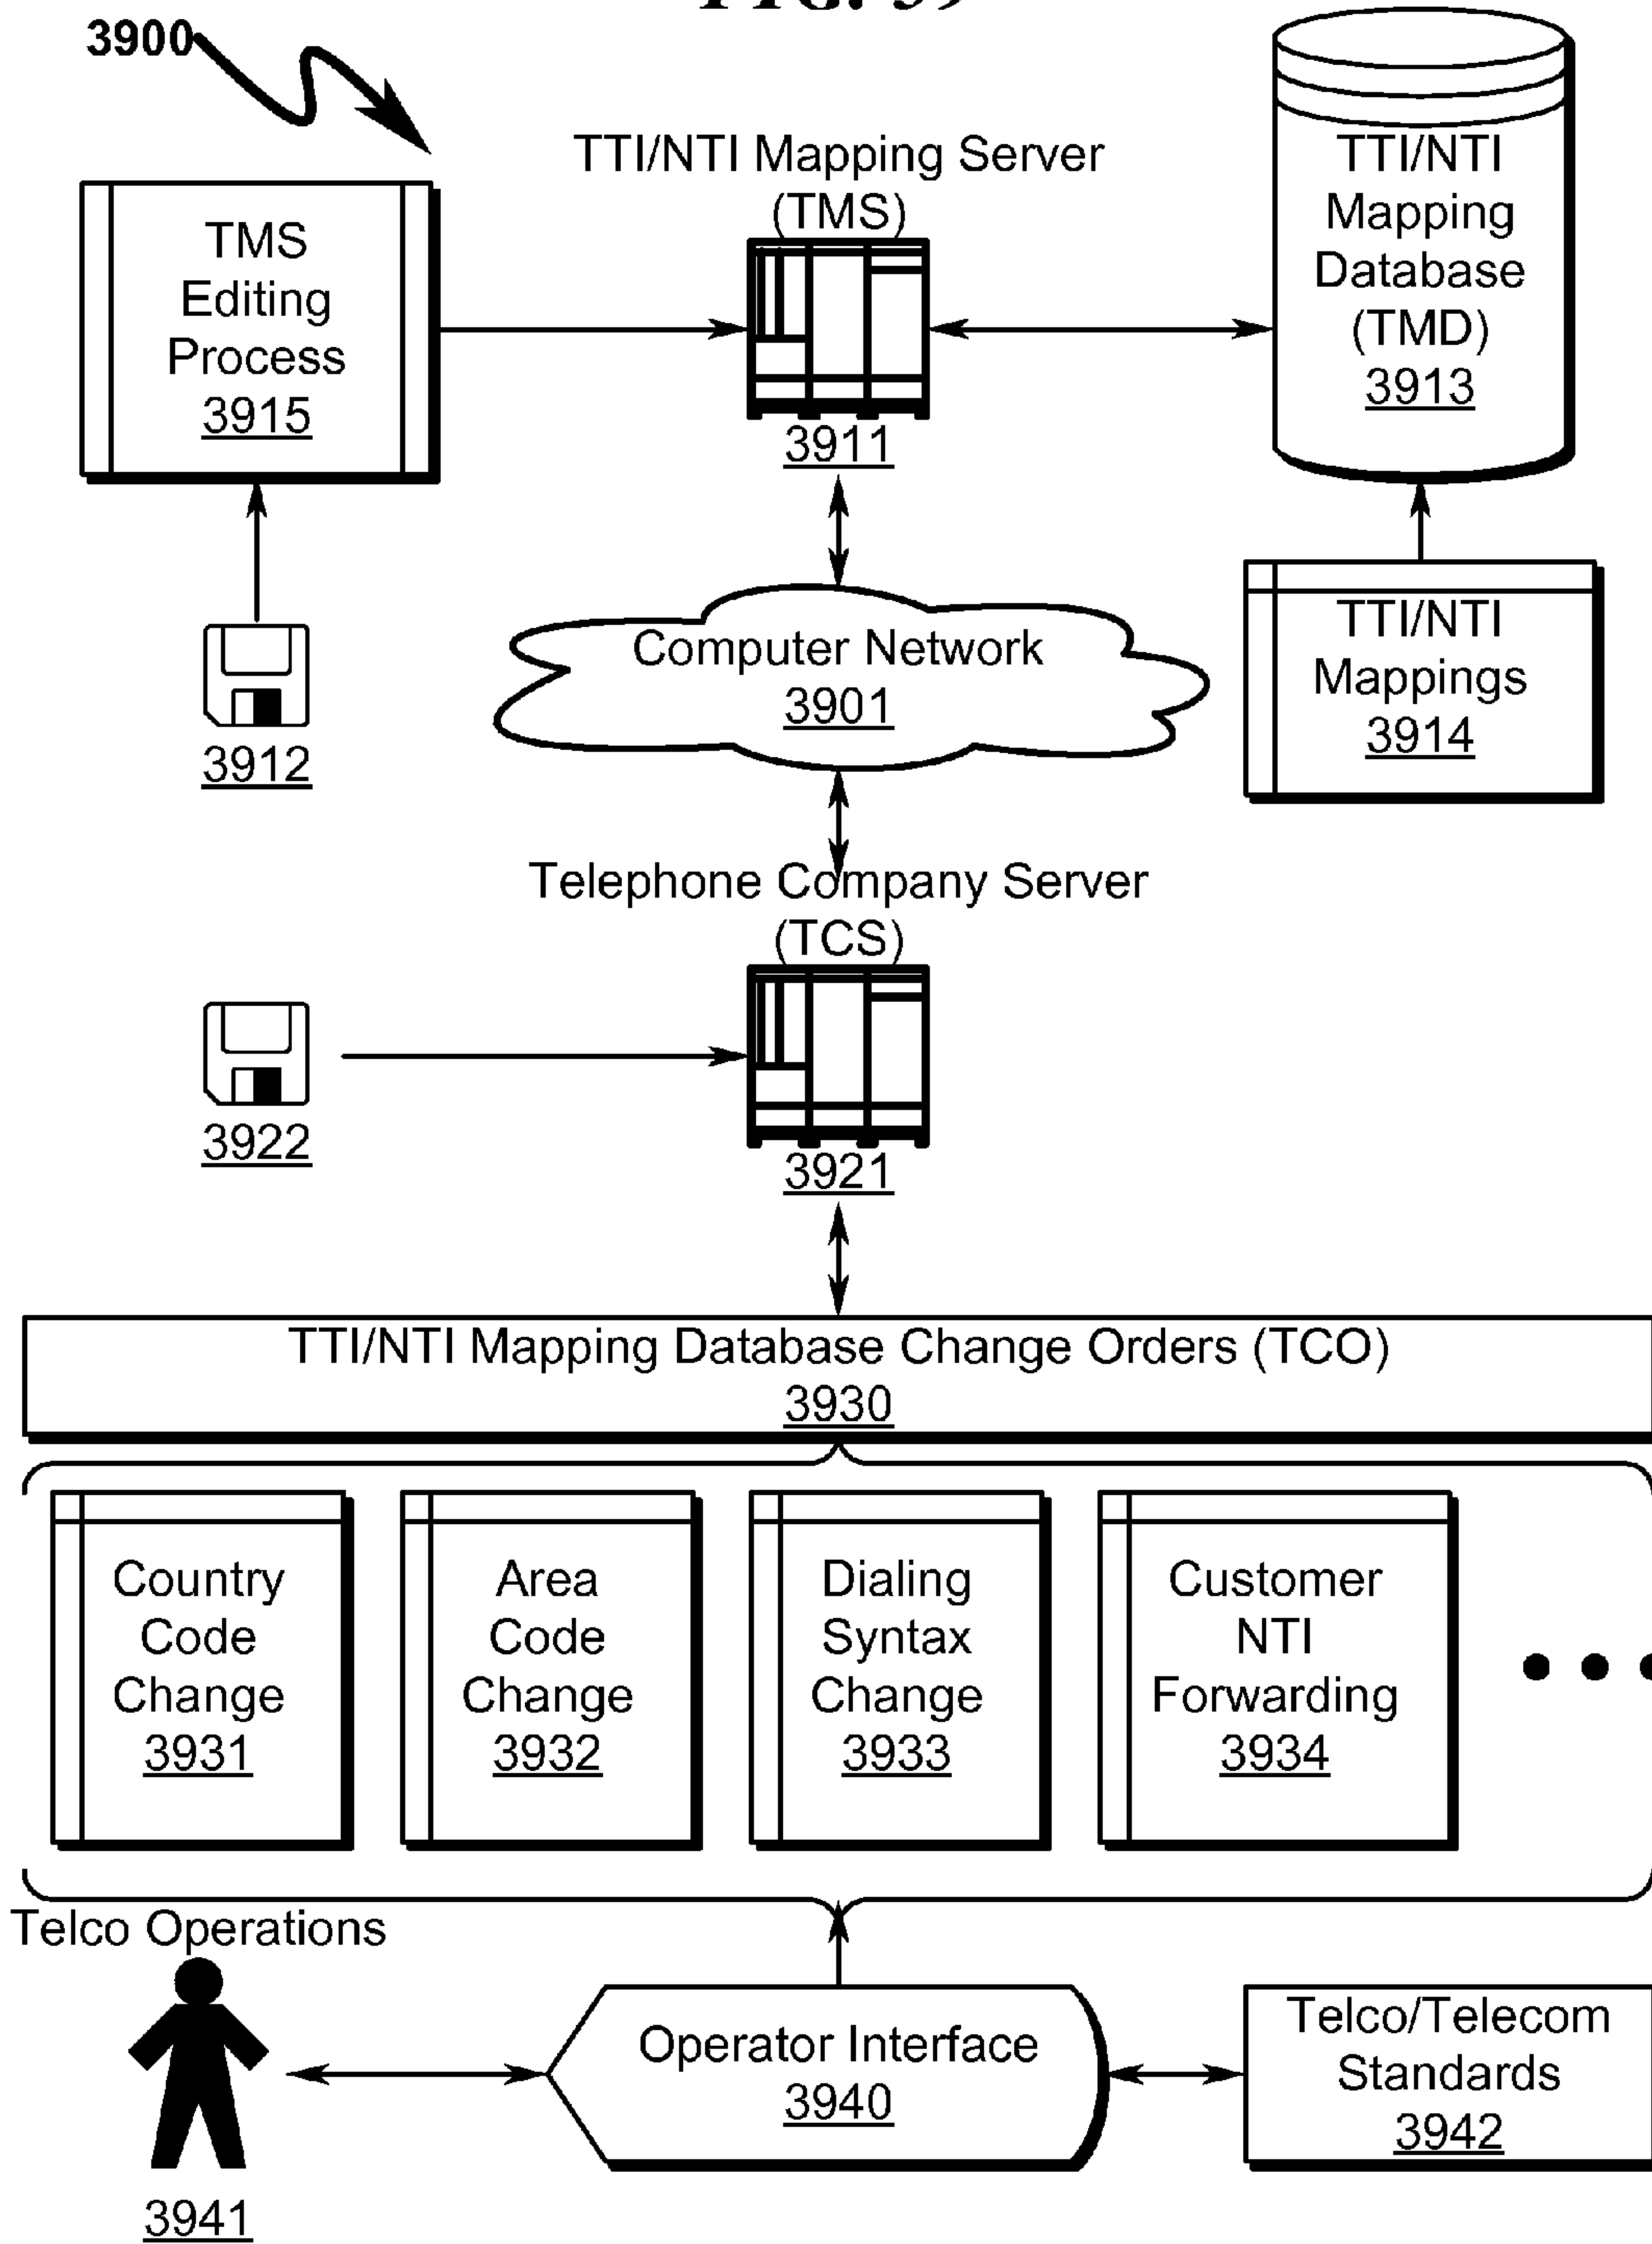 FIG. 39
3900
TTI/NTI Mapping Server
(TMS)
3911
TMS
Editing
Process
3915
TTI/NTI
Mapping
Database
(TMD)
3913
3912
Computer Network
3901
TTI/NTI
Mappings
3914
Telephone Company Server
(TCS)
3921
3922
TTI/NTI Mapping Database Change Orders (TCO)
3930
Country
Code
Change
3931
Area
Code
Change
3932
Dialing
Syntax
Change
3933
Customer
NTI
Forwarding
3934
Telco Operations
3941
Operator Interface
3940
Telco/Telecom
Standards
3942